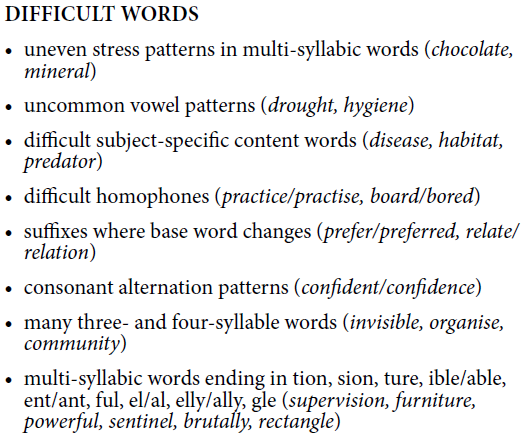 DIFFICULT WORDS
• uneven stress patterns in multi-syllabic words (chocolate,
mineral)
• uncommon vowel patterns (drought, hygiene)
• difficult subject-specific content words (disease, habitat,
predator)
• difficult homophones (practice/practise, board/bored)
• suffixes where base word changes (prefer/preferred, relate/
relation)
• consonant alternation patterns (confident/confidence)
• many three- and four-syllable words (invisible, organise,
community)
• multi-syllabic words ending in tion, sion, ture, ible/able,
ent/ant, ful, el/al, elly/ally, gle (supervision, furniture,
powerful, sentinel, brutally, rectangle)